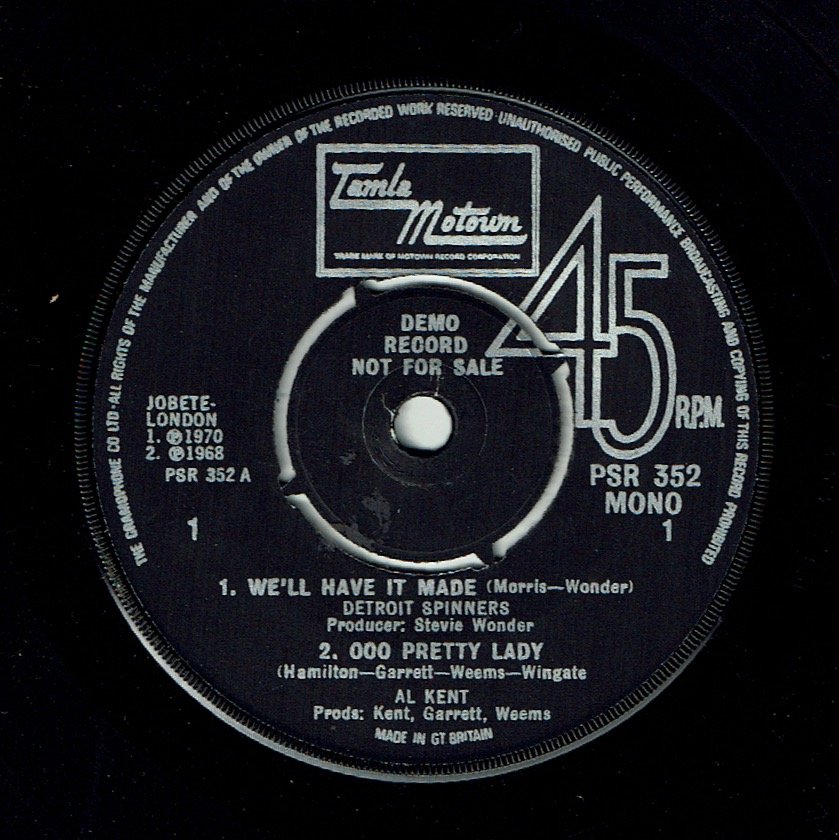 THE GRAMOPHONE CO LTD·ALL RIGHTS OF THE MANUFACTURER AND OF THE OWNER OF THE RECORDED WORK RESERVED·UNAUTHORISED PUBLIC PERFORMANCE BROADCASTING AND COPYING OF THIS RECORD PROHIBITED
Tamla
Motown
TRADE MARK OF MOTOWN RECORD CORPORATION
45
R.P.M.
DEMO
RECORD
NOT FOR SALE
JOBETE-
LONDON
1. ℗1970
2. ℗1968
PSR 352 A
1
PSR 352
MONO
1
1. WE'LL HAVE IT MADE (Morris—Wonder)
DETROIT SPINNERS
Producer: Stevie Wonder
2. OOO PRETTY LADY
(Hamilton—Garrett—Weems—Wingate
AL KENT
Prods: Kent, Garrett, Weems
MADE IN GT BRITAIN